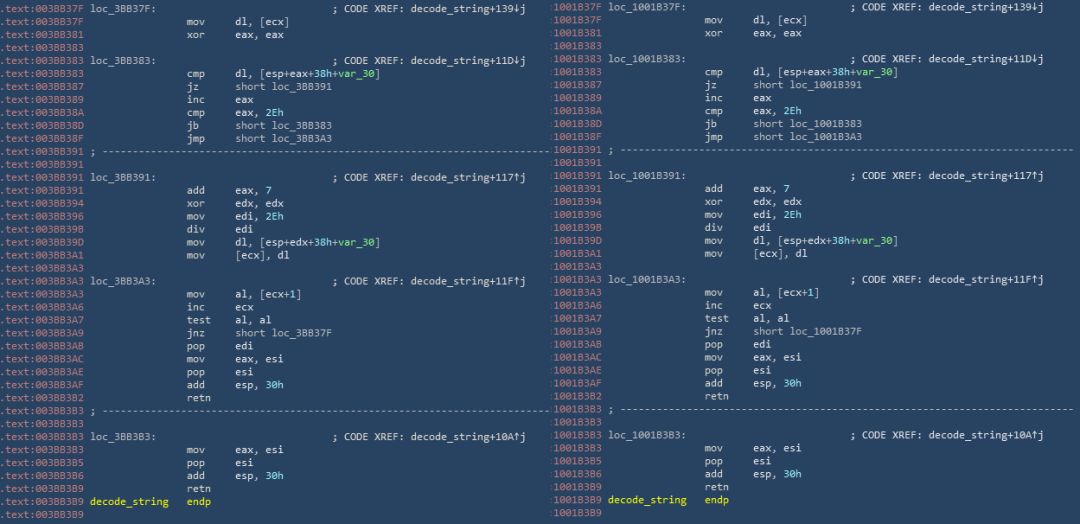 .text:003BB37F loc_3BB37F: ; CODE XREF: decode_string+139↓j
.text:003BB37F mov dl, [ecx]
.text:003BB381 xor eax, eax
.text:003BB383
.text:003BB383 loc_3BB383: ; CODE XREF: decode_string+11D↓j
.text:003BB383 cmp dl, [esp+eax+38h+var_30]
.text:003BB387 jz short loc_3BB391
.text:003BB389 inc eax
.text:003BB38A cmp eax, 2Eh
.text:003BB38D jb short loc_3BB383
.text:003BB38F jmp short loc_3BB3A3
.text:003BB391 ; ---------------------------------------------------------------------------
.text:003BB391
.text:003BB391 loc_3BB391: ; CODE XREF: decode_string+117↑j
.text:003BB391 add eax, 7
.text:003BB394 xor edx, edx
.text:003BB396 mov edi, 2Eh
.text:003BB39B div edi
.text:003BB39D mov dl, [esp+edx+38h+var_30]
.text:003BB3A1 mov [ecx], dl
.text:003BB3A3
.text:003BB3A3 loc_3BB3A3: ; CODE XREF: decode_string+11F↑j
.text:003BB3A3 mov al, [ecx+1]
.text:003BB3A6 inc ecx
.text:003BB3A7 test al, al
.text:003BB3A9 jnz short loc_3BB37F
.text:003BB3AB pop edi
.text:003BB3AC mov eax, esi
.text:003BB3AE pop esi
.text:003BB3AF add esp, 30h
.text:003BB3B2 retn
.text:003BB3B3 ; ---------------------------------------------------------------------------
.text:003BB3B3
.text:003BB3B3 loc_3BB3B3: ; CODE XREF: decode_string+10A↑j
.text:003BB3B3 mov eax, esi
.text:003BB3B5 pop esi
.text:003BB3B6 add esp, 30h
.text:003BB3B9 retn
.text:003BB3B9 decode_string endp
.text:003BB3B9
:1001B37F loc_1001B37F: ; CODE XREF: decode_string+139↓j
:1001B37F mov dl, [ecx]
:1001B381 xor eax, eax
:1001B383
:1001B383 loc_1001B383: ; CODE XREF: decode_string+11D↓j
:1001B383 cmp dl, [esp+eax+38h+var_30]
:1001B387 jz short loc_1001B391
:1001B389 inc eax
:1001B38A cmp eax, 2Eh
:1001B38D jb short loc_1001B383
:1001B38F jmp short loc_1001B3A3
:1001B391 ; ---------------------------------------------------------------------------
:1001B391
:1001B391 loc_1001B391: ; CODE XREF: decode_string+117↑j
:1001B391 add eax, 7
:1001B394 xor edx, edx
:1001B396 mov edi, 2Eh
:1001B39B div edi
:1001B39D mov dl, [esp+edx+38h+var_30]
:1001B3A1 mov [ecx], dl
:1001B3A3
:1001B3A3 loc_1001B3A3: ; CODE XREF: decode_string+11F↑j
:1001B3A3 mov al, [ecx+1]
:1001B3A6 inc ecx
:1001B3A7 test al, al
:1001B3A9 jnz short loc_1001B37F
:1001B3AB pop edi
:1001B3AC mov eax, esi
:1001B3AE pop esi
:1001B3AF add esp, 30h
:1001B3B2 retn
:1001B3B3 ; ---------------------------------------------------------------------------
:1001B3B3
:1001B3B3 loc_1001B3B3: ; CODE XREF: decode_string+10A↑j
:1001B3B3 mov eax, esi
:1001B3B5 pop esi
:1001B3B6 add esp, 30h
:1001B3B9 retn
:1001B3B9 decode_string endp
:1001B3B9